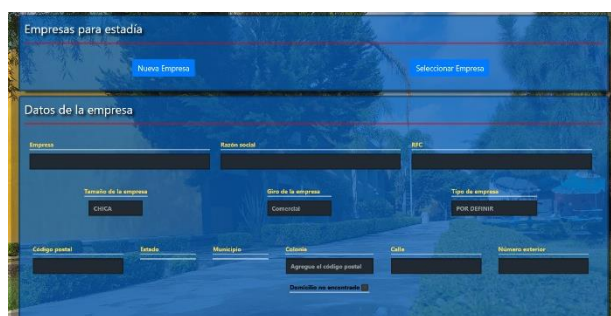 Empresas para estadía
Nueva Empresa Seleccionar Empresa
Datos de la empresa
Empresa Razón social RFC
Tamaño de la empresa Giro de la empresa Tipo de empresa
CHICA Comercial POR DEFINIR
Código postal Estado Municipio Colonia Calle Número exterior
Agregue el código postal
Domicilio no encontrado